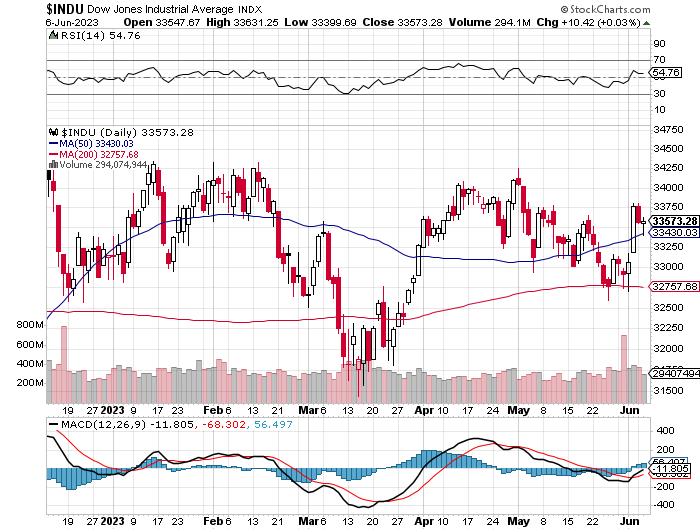 $INDU Dow Jones Industrial Average INDX © StockCharts.com
6-Jun-2023 Open 33547.67 High 33631.25 Low 33399.69 Close 33573.28 Volume 294.1M Chg +10.42 (+0.03%)
RSI(14) 54.76
90
70
54.76
30
10
$INDU (Daily) 33573.28
MA(50) 33430.03
MA(200) 32757.68
Volume 294,074,944
34750
34500
34250
34000
33750
33573.28
33430.03
33250
33000
32757.68
32500
32250
32000
31750
31500
800M
600M
400M
200M
29407494
19 27 2023 9 17 23 Feb 6 13 21 Mar 6 13 20 27 Apr 10 17 24 May 8 15 22 Jun
MACD(12,26,9) -11.805, -68.302, 56.497
400
200
56.497
-11.805
-68.302
-200
-400
19 27 2023 9 17 23 Feb 6 13 21 Mar 6 13 20 27 Apr 10 17 24 May 8 15 22 Jun